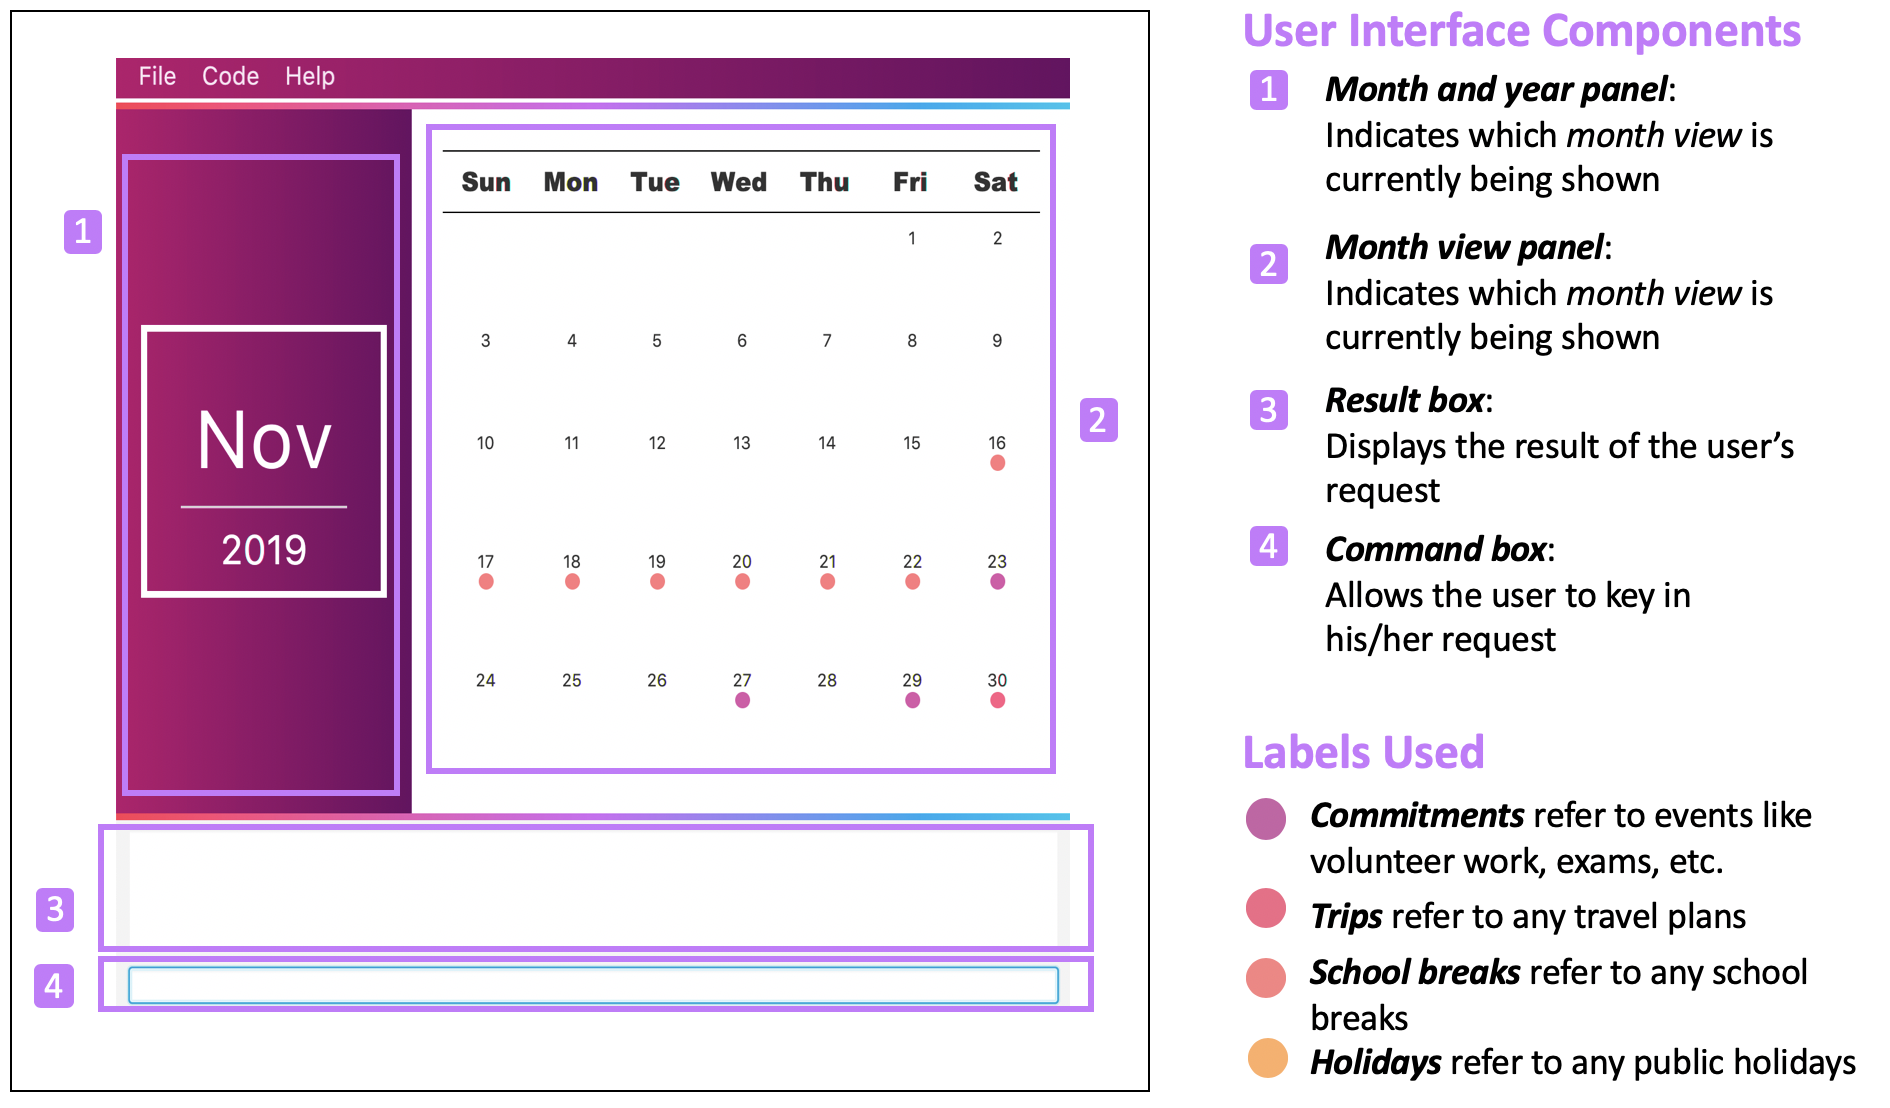 File Code Help
1
Nov
2019
Sun Mon Tue Wed Thu Fri Sat
1 2
3 4 5 6 7 8 9
10 11 12 13 14 15 16
17 18 19 20 21 22 23
24 25 26 27 28 29 30
2
3
4
User Interface Components
1 Month and year panel:
Indicates which month view is
currently being shown
2 Month view panel:
Indicates which month view is
currently being shown
3 Result box:
Displays the result of the user’s
request
4 Command box:
Allows the user to key in
his/her request
Labels Used
Commitments refer to events like
volunteer work, exams, etc.
Trips refer to any travel plans
School breaks refer to any school
breaks
Holidays refer to any public holidays